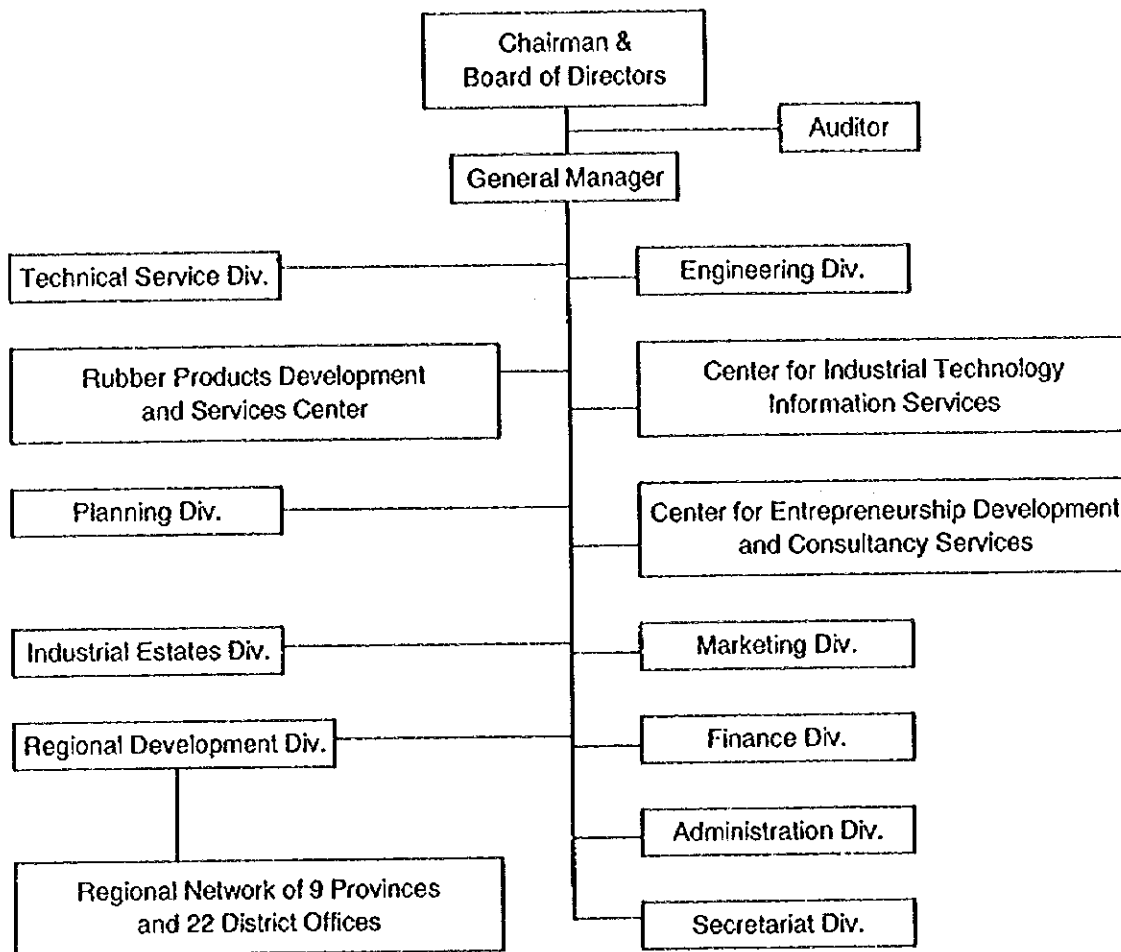 Chairman &
Board of Directors
Auditor
General Manager
Technical Service Div.
Engineering Div.
Rubber Products Development
and Services Center
Center for Industrial Technology
Information Services
Planning Div.
Center for Entrepreneurship Development
and Consultancy Services
Industrial Estates Div.
Marketing Div.
Regional Development Div.
Finance Div.
Administration Div.
Regional Network of 9 Provinces
and 22 District Offices
Secretariat Div.